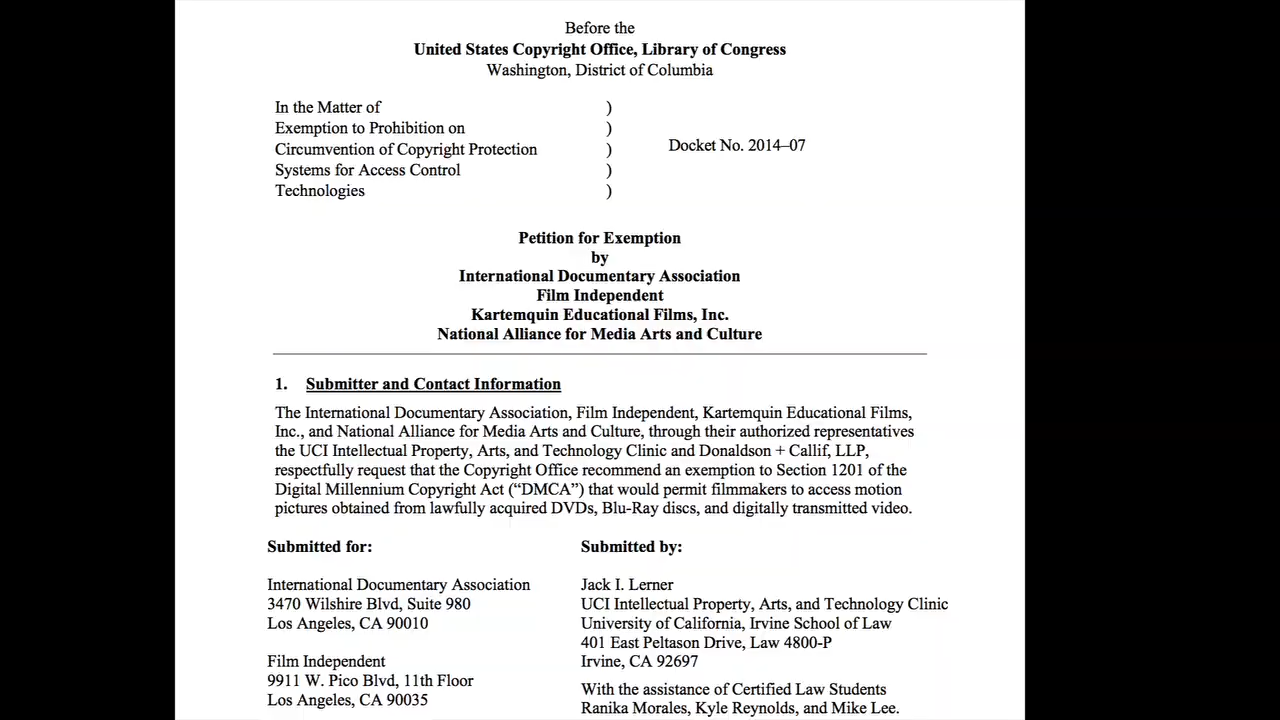 Before the
United States Copyright Office, Library of Congress
Washington, District of Columbia
In the Matter of )
Exemption to Prohibition on )
Circumvention of Copyright Protection ) Docket No. 2014–07
Systems for Access Control )
Technologies )
Petition for Exemption
by
International Documentary Association
Film Independent
Kartemquin Educational Films, Inc.
National Alliance for Media Arts and Culture
1. Submitter and Contact Information
The International Documentary Association, Film Independent, Kartemquin Educational Films,
Inc., and National Alliance for Media Arts and Culture, through their authorized representatives
the UCI Intellectual Property, Arts, and Technology Clinic and Donaldson + Callif, LLP,
respectfully request that the Copyright Office recommend an exemption to Section 1201 of the
Digital Millennium Copyright Act (“DMCA”) that would permit filmmakers to access motion
pictures obtained from lawfully acquired DVDs, Blu-Ray discs, and digitally transmitted video.
Submitted for:
International Documentary Association
3470 Wilshire Blvd, Suite 980
Los Angeles, CA 90010
Film Independent
9911 W. Pico Blvd, 11th Floor
Los Angeles, CA 90035
Submitted by:
Jack I. Lerner
UCI Intellectual Property, Arts, and Technology Clinic
University of California, Irvine School of Law
401 East Peltason Drive, Law 4800-P
Irvine, CA 92697
With the assistance of Certified Law Students
Ranika Morales, Kyle Reynolds, and Mike Lee.